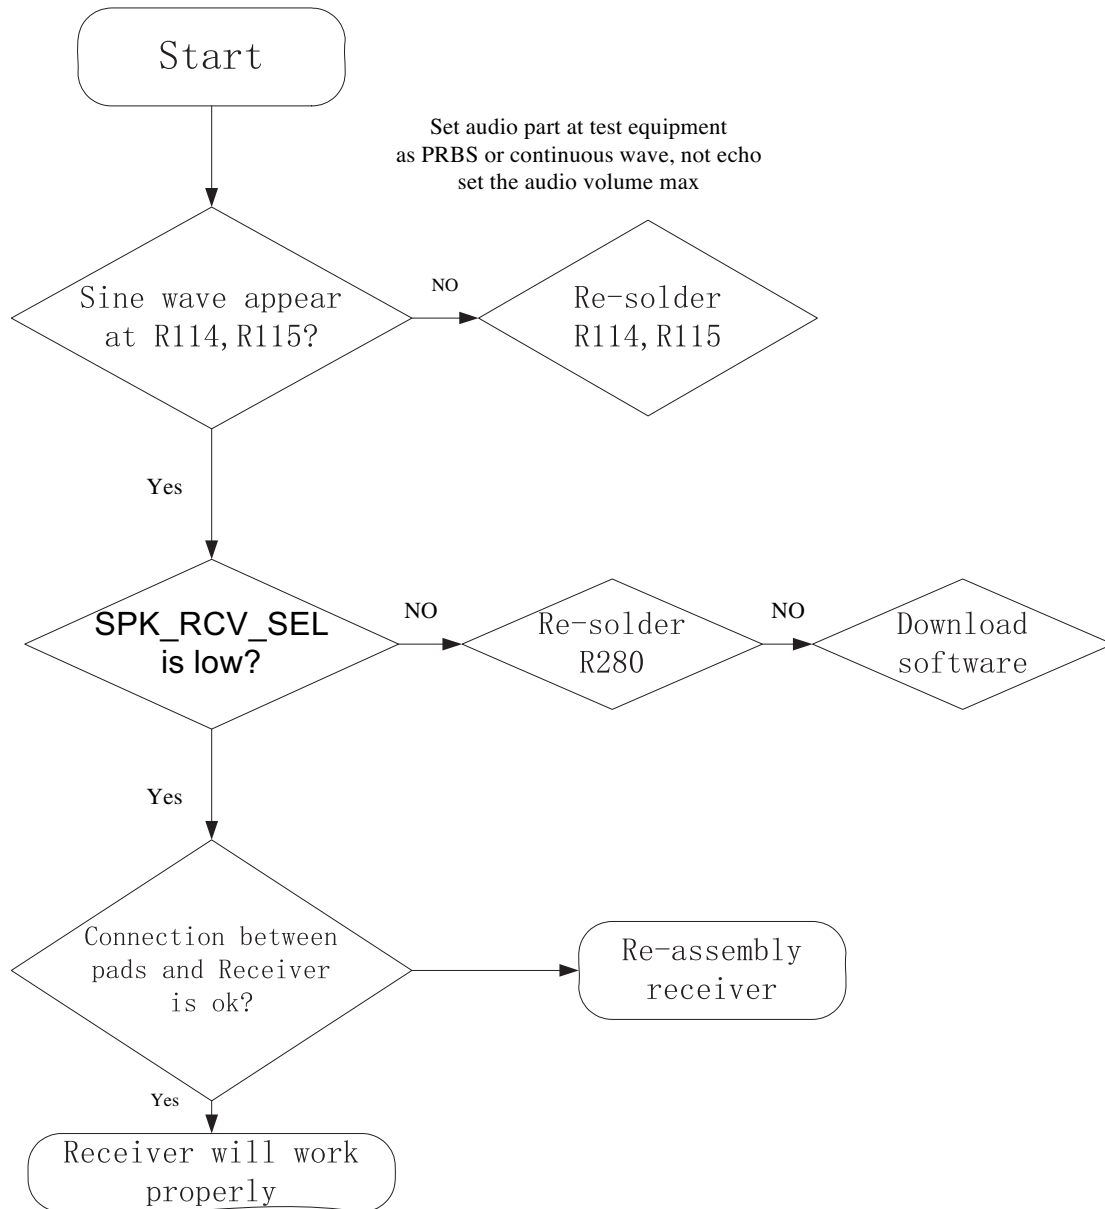 Start
Set audio part at test equipment
as PRBS or continuous wave, not echo
set the audio volume max
Sine wave appear
at R114,R115?
NO
Re-solder
R114,R115
Yes
SPK_RCV_SEL
is low?
NO
Re-solder
R280
NO
Download
software
Yes
Connection between
pads and Receiver
is ok?
Re-assembly
receiver
Yes
Receiver will work
properly